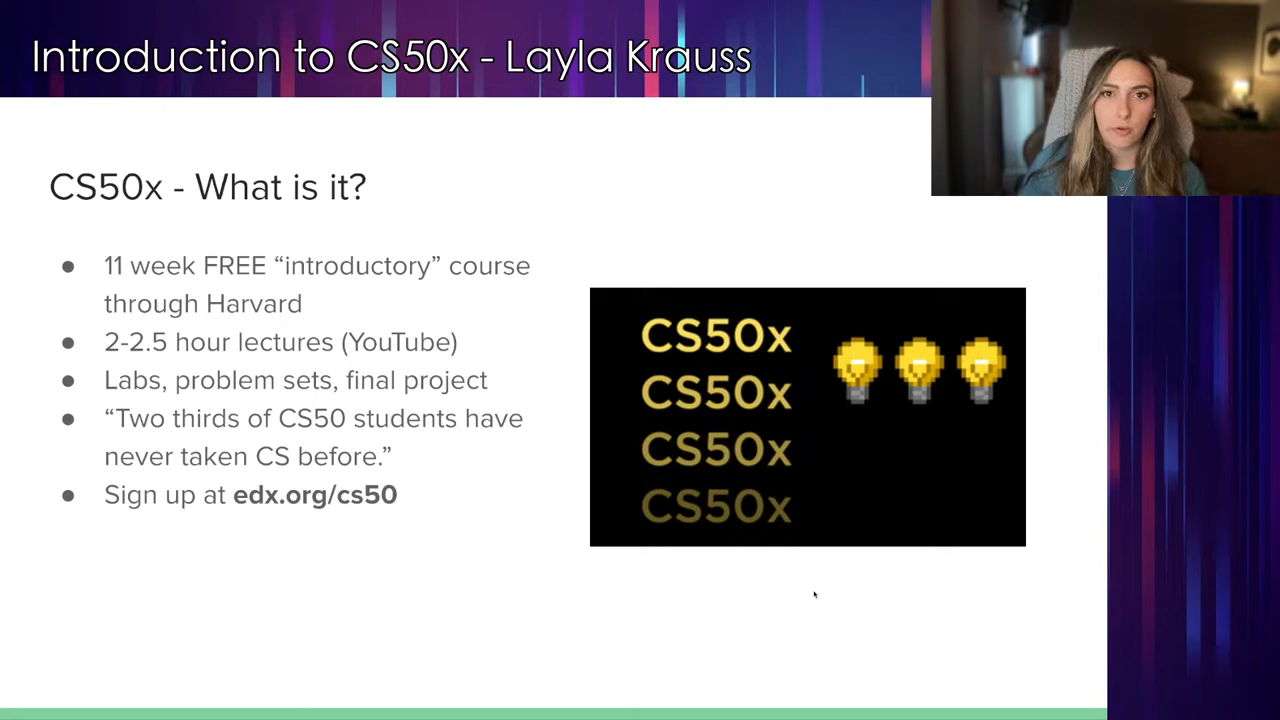 Introduction to CS50x - Layla Krauss
CS50x - What is it?
● 11 week FREE “introductory” course
through Harvard
● 2-2.5 hour lectures (YouTube)
● Labs, problem sets, final project
● “Two thirds of CS50 students have
never taken CS before.”
● Sign up at edx.org/cs50
CS50x
CS50x
CS50x
CS50x